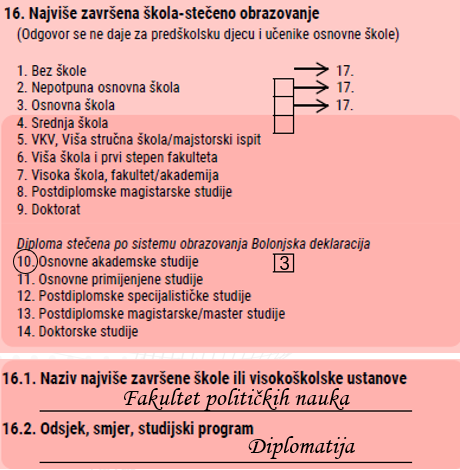 16. Najviše završena škola-stečeno obrazovanje
(Odgovor se ne daje za predškolsku djecu i učenike osnovne škole)
1. Bez škole 17.
2. Nepotpuna osnovna škola 17.
3. Osnovna škola 17.
4. Srednja škola
5. VKV, Viša stručna škola/majstorski ispit
6. Viša škola i prvi stepen fakulteta
7. Visoka škola, fakultet/akademija
8. Postdiplomske magistarske studije
9. Doktorat
Diploma stečena po sistemu obrazovanja Bolonjska deklaracija
10. Osnovne akademske studije 3
11. Osnovne primijenjene studije
12. Postdiplomske specijalističke studije
13. Postdiplomske magistarske/master studije
14. Doktorske studije
16.1. Naziv najviše završene škole ili visokoškolske ustanove
Fakultet političkih nauka
16.2. Odsjek, smjer, studijski program
Diplomatija